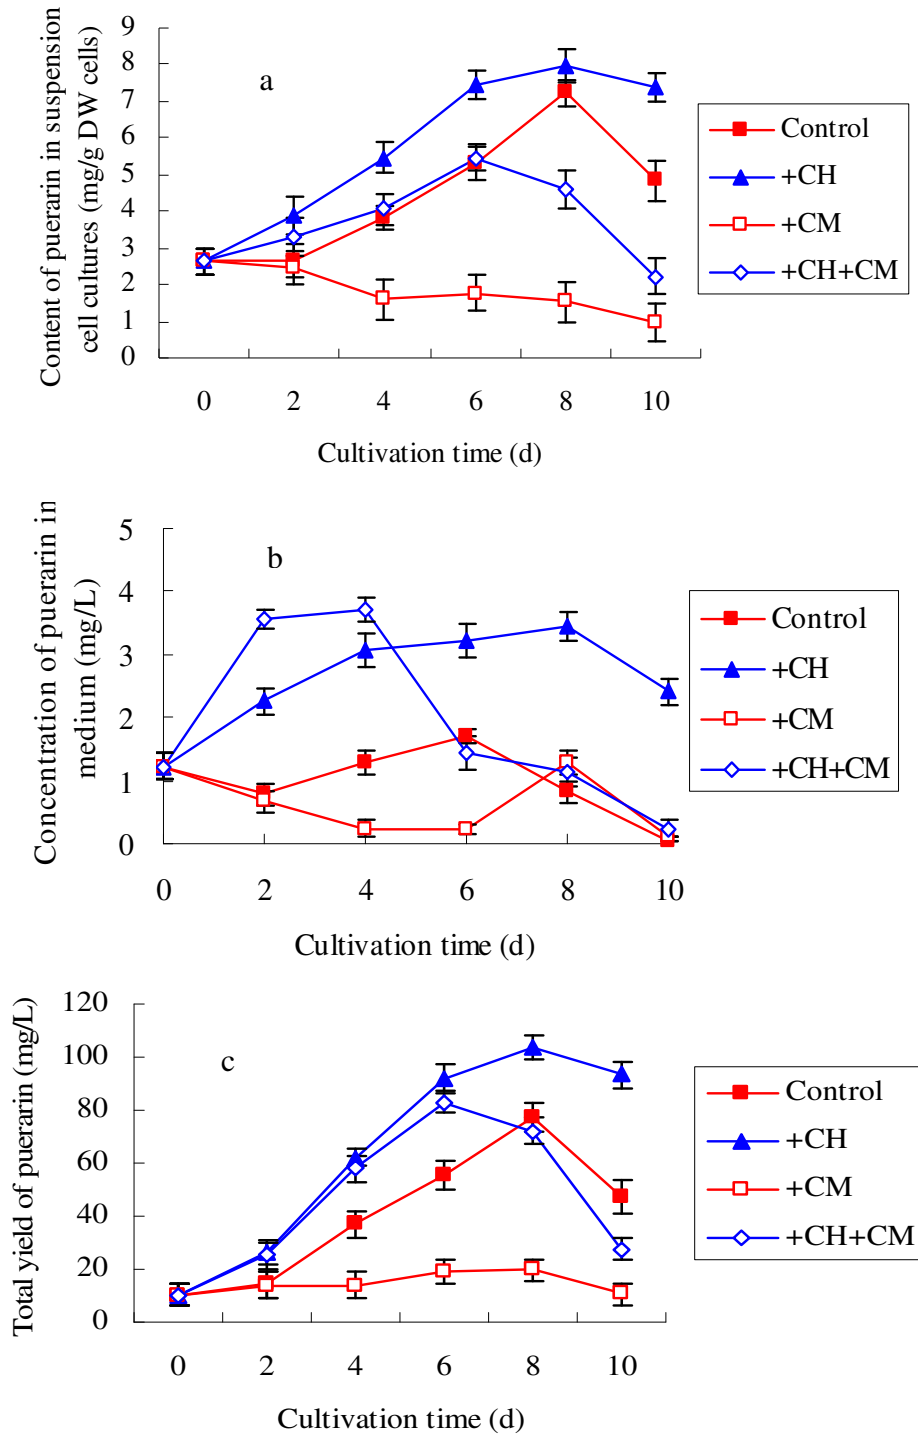 Content of puerarin in suspension
cell cultures (mg/g DW cells)
9
8
7
6
5
4
3
2
1
0
a
0 2 4 6 8 10
Cultivation time (d)
Control
+CH
+CM
+CH+CM
Concentration of puerarin in
medium (mg/L)
5
4
3
2
1
0
b
0 2 4 6 8 10
Cultivation time (d)
Control
+CH
+CM
+CH+CM
Total yield of puerarin (mg/L)
120
100
80
60
40
20
0
c
0 2 4 6 8 10
Cultivation time (d)
Control
+CH
+CM
+CH+CM